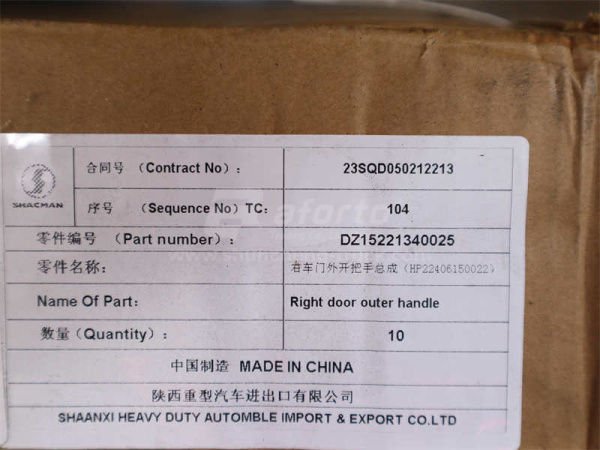 SHACMAN
合同号 (Contract No): 23SQD050212213
序号 (Sequence No) TC: 104
零件编号 (Part number): DZ15221340025
零件名称: 右车门外开把手总成(HP22406150022)
Name Of Part: Right door outer handle
数量(Quantity): 10
中国制造 MADE IN CHINA
陕西重型汽车进出口有限公司
SHAANXI HEAVY DUTY AUTOMBLE IMPORT & EXPORT CO.LTD